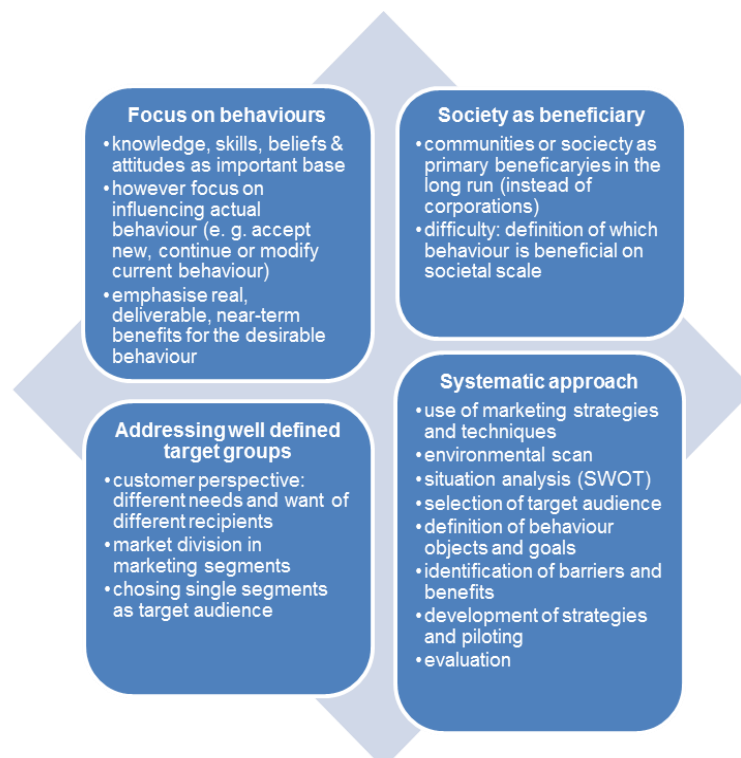 Focus on behaviours
•knowledge, skills, beliefs &
attitudes as important base
•however focus on
influencing actual
behaviour (e. g. accept
new, continue or modify
current behaviour)
•emphasise real,
deliverable, near-term
benefits for the desirable
behaviour
Society as beneficiary
•communities or sociecty as
primary beneficaryies in the
long run (instead of
corporations)
•difficulty: definition of which
behaviour is beneficial on
societal scale
Addressing well defined
target groups
•customer perspective:
different needs and want of
different recipients
•market division in
marketing segments
•chosing single segments
as target audience
Systematic approach
•use of marketing strategies
and techniques
•environmental scan
•situation analysis (SWOT)
•selection of target audience
•definition of behaviour
objects and goals
•identification of barriers and
benefits
•development of strategies
and piloting
•evaluation